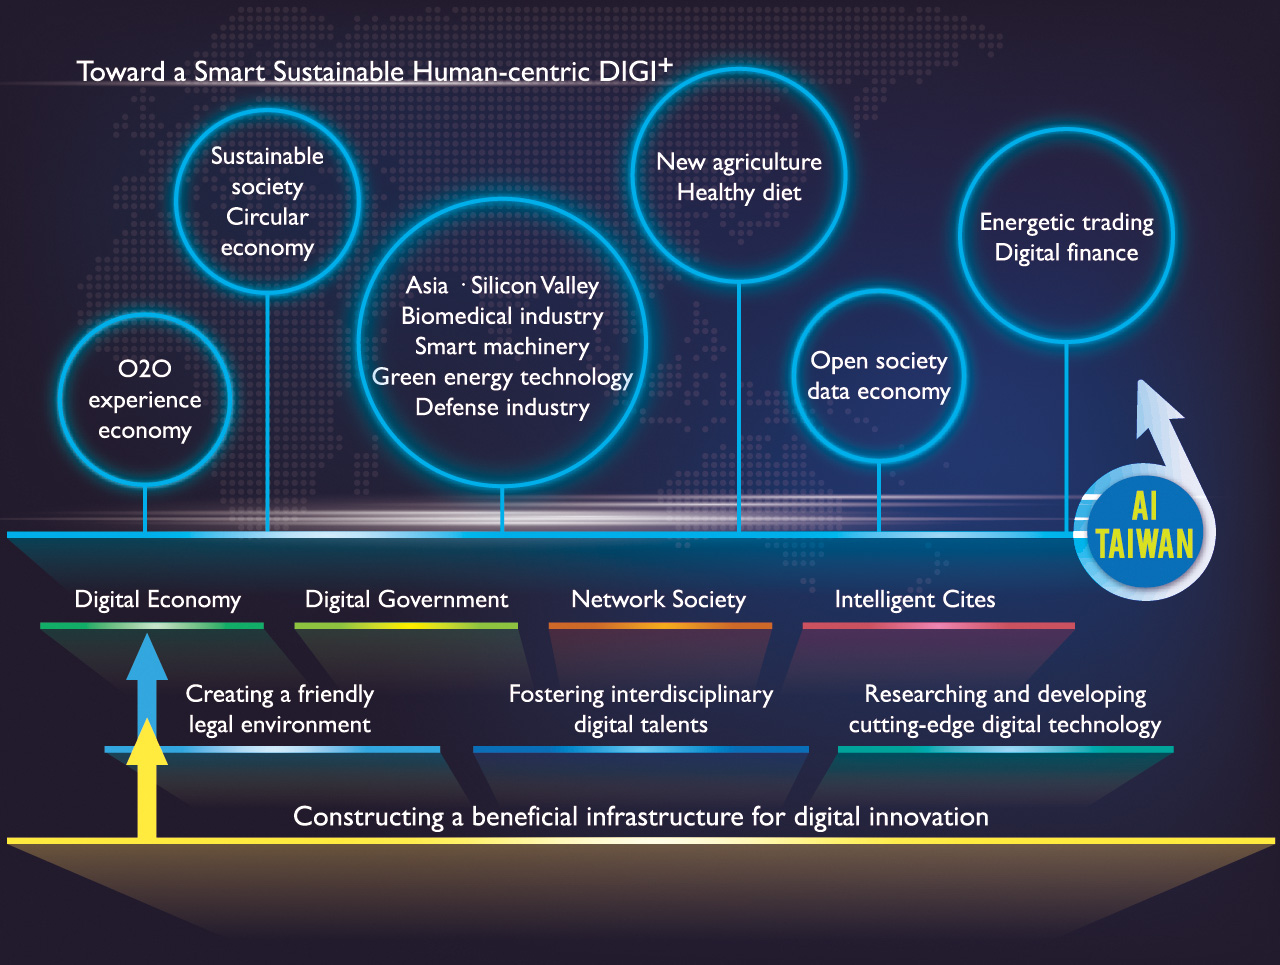 Toward a Smart Sustainable Human-centric DIGI+
Sustainable
society
Circular
economy
New agriculture
Healthy diet
Energetic trading
Digital finance
Asia · Silicon Valley
Biomedical industry
Smart machinery
Green energy technology
Defense industry
O2O
experience
economy
Open society
data economy
AI
TAIWAN
Digital Economy
Digital Government
Network Society
Intelligent Cites
Creating a friendly
legal environment
Fostering interdisciplinary
digital talents
Researching and developing
cutting-edge digital technology
Constructing a beneficial infrastructure for digital innovation